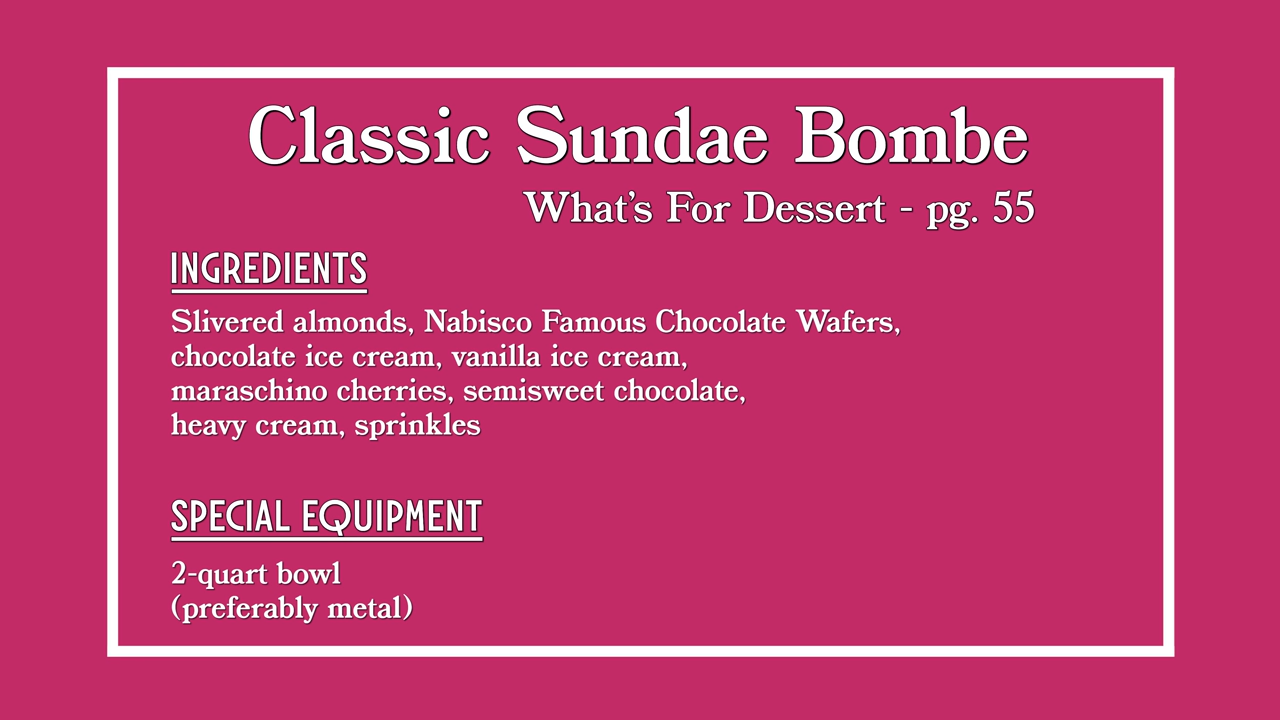 Classic Sundae Bombe
What's For Dessert - pg. 55
INGREDIENTS
Slivered almonds, Nabisco Famous Chocolate Wafers,
chocolate ice cream, vanilla ice cream,
maraschino cherries, semisweet chocolate,
heavy cream, sprinkles
SPECIAL EQUIPMENT
2-quart bowl
(preferably metal)